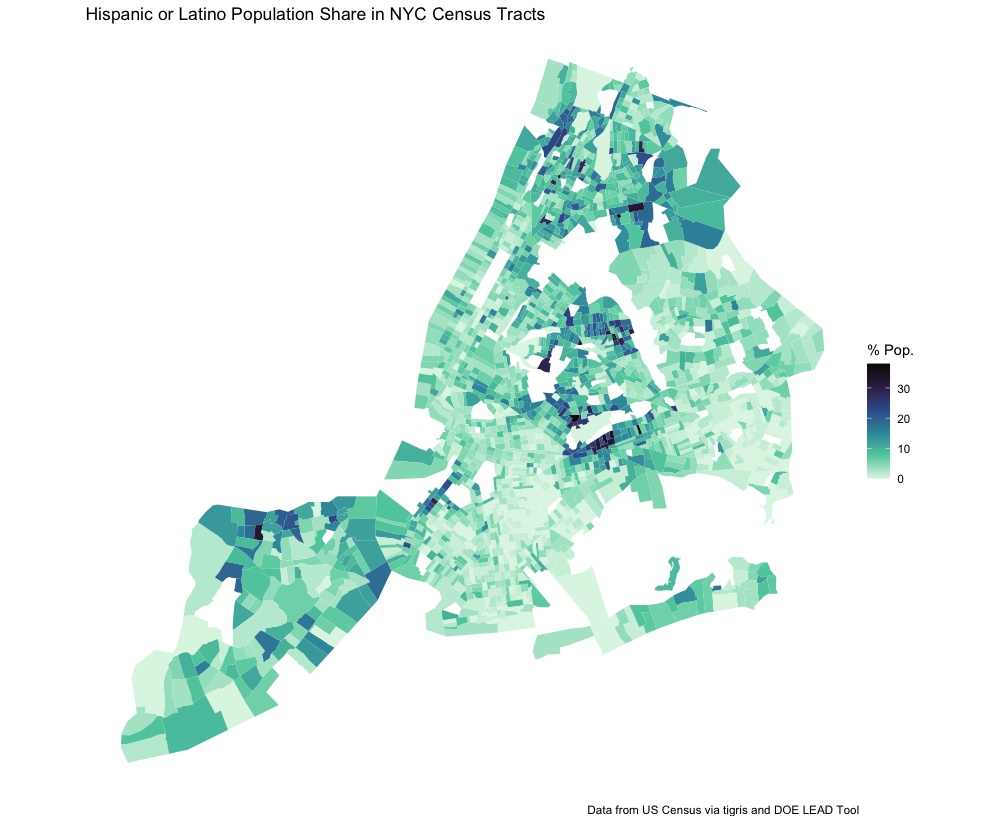 Hispanic or Latino Population Share in NYC Census Tracts
% Pop.
30
20
10
0
Data from US Census via tigris and DOE LEAD Tool